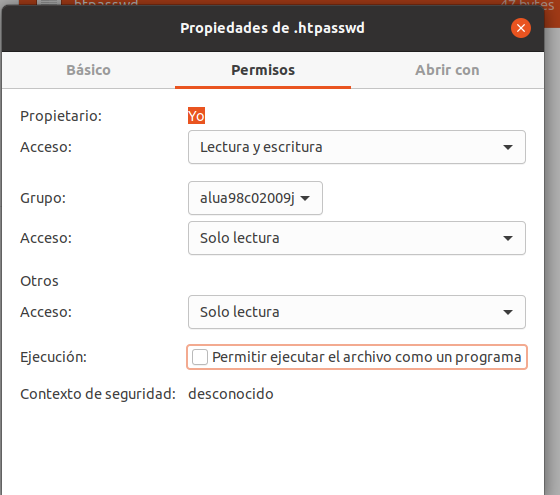 .htpasswd 47 bytes
Propiedades de .htpasswd
Básico Permisos Abrir con
Propietario: Yo
Acceso: Lectura y escritura
Grupo: alua98c02009j
Acceso: Solo lectura
Otros
Acceso: Solo lectura
Ejecución: Permitir ejecutar el archivo como un programa
Contexto de seguridad: desconocido